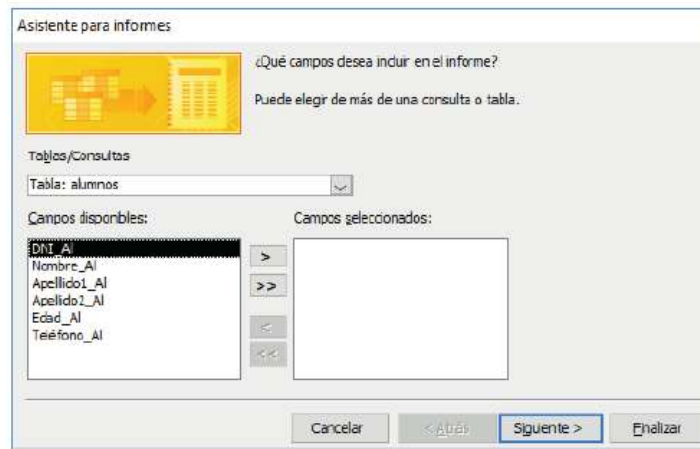 Asistente para informes
¿Qué campos desea incluir en el informe?
Puede elegir de más de una consulta o tabla.
Tablas/Consultas
Tabla: alumnos
Campos disponibles:
Campos seleccionados:
DNI_Al
Nombre_Al
Apelllido1_Al
Apellido2_Al
Edad_Al
Teléfono_Al
>
>>
<
<<
Cancelar
< Atrás
Siguiente >
Finalizar